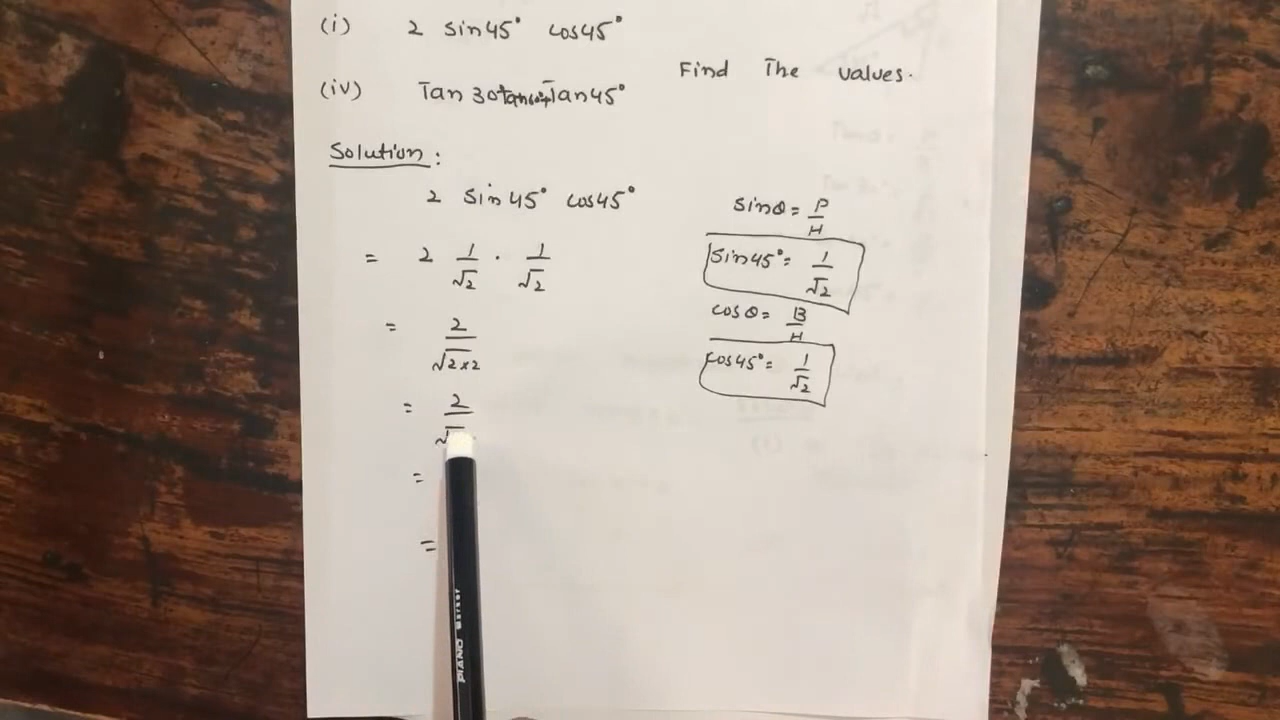 (i) 2 sin45° cos45°
Find The values.
(iv) Tan 30° tan60° Tan45°
Solution:
2 sin45° cos45°
= 2 1/√2 · 1/√2
= 2/√2×2
= 2/√
=
=
sinθ = P/H
sin45° = 1/√2
cosθ = B/H
cos45° = 1/√2
PIANO